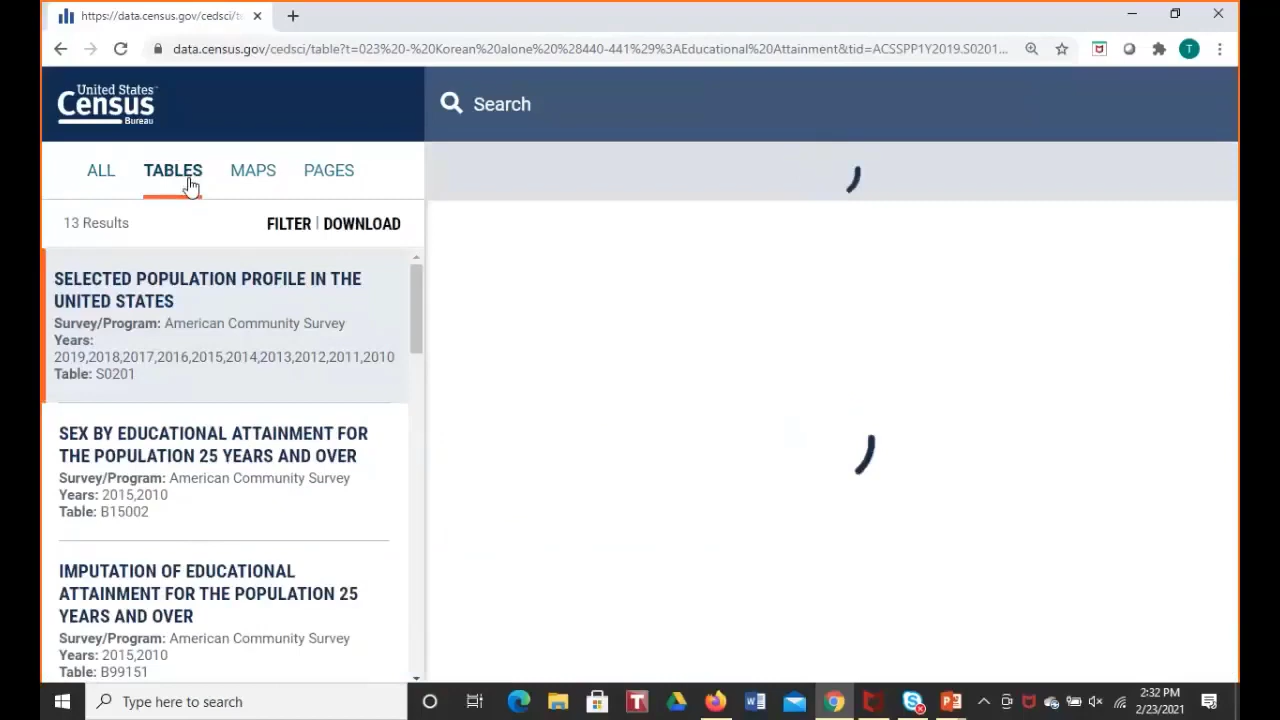 https://data.census.gov/cedsci/t
data.census.gov/cedsci/table?t=023%20-%20Korean%20alone%20%28440-441%29%3AEducational%20Attainment&tid=ACSSPP1Y2019.S0201...
T
United States
Census
Bureau
Search
ALL TABLES MAPS PAGES
13 Results FILTER | DOWNLOAD
SELECTED POPULATION PROFILE IN THE
UNITED STATES
Survey/Program: American Community Survey
Years:
2019,2018,2017,2016,2015,2014,2013,2012,2011,2010
Table: S0201
SEX BY EDUCATIONAL ATTAINMENT FOR
THE POPULATION 25 YEARS AND OVER
Survey/Program: American Community Survey
Years: 2015,2010
Table: B15002
IMPUTATION OF EDUCATIONAL
ATTAINMENT FOR THE POPULATION 25
YEARS AND OVER
Survey/Program: American Community Survey
Years: 2015,2010
Table: B99151
Type here to search
2:32 PM
2/23/2021